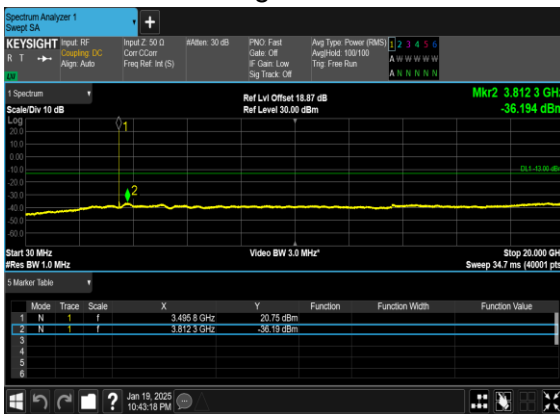 Spectrum Analyzer 1
Swept SA
KEYSIGHT Input: RF Input Z: 50 Ω #Atten: 30 dB PNO: Fast Avg Type: Power (RMS) 1 2 3 4 5 6
R T Coupling: DC Corr CCorr Gate: Off Avg|Hold: 100/100 A W W W W W
Align: Auto Freq Ref: Int (S) IF Gain: Low Trig: Free Run A N N N N N
LV Sig Track: Off
1 Spectrum Ref Lvl Offset 18.87 dB Mkr2 3.812 3 GHz
Scale/Div 10 dB Ref Level 30.00 dBm -36.194 dBm
Log
20.0
10.0
0.00
-10.0
-20.0
-30.0
-40.0
-50.0
-60.0
1
2
DL1 -13.00 dBm
Start 30 MHz Video BW 3.0 MHz* Stop 20.000 GH
#Res BW 1.0 MHz Sweep 34.7 ms (40001 pts
5 Marker Table
Mode Trace Scale X Y Function Function Width Function Value
1 N 1 f 3.495 8 GHz 20.75 dBm
2 N 1 f 3.812 3 GHz -36.19 dBm
3
4
5
6
Jan 19, 2025
10:43:18 PM